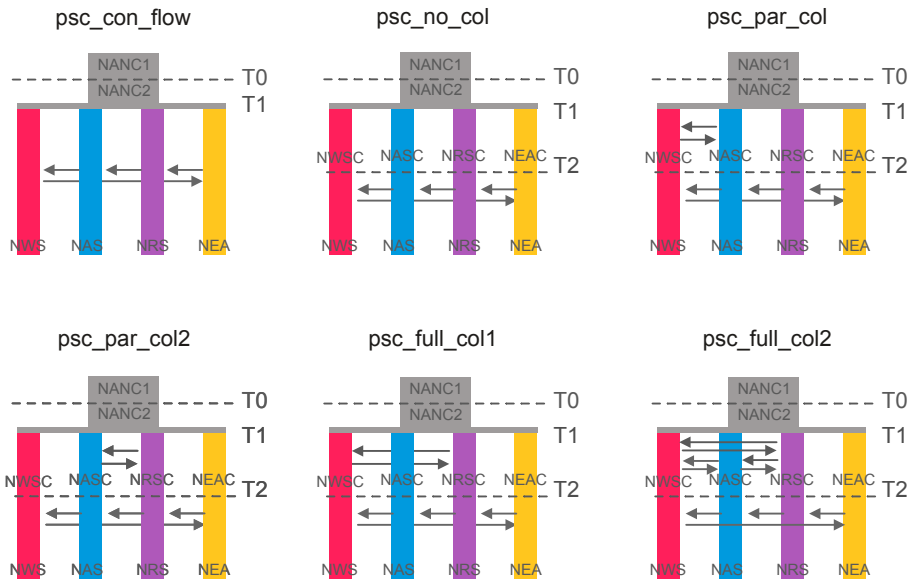 psc_con_flow
NANC1
T0
NANC2
T1
NWS NAS NRS NEA
psc_no_col
NANC1
T0
NANC2
T1
NWSC NASC NRSC NEAC
T2
NWS NAS NRS NEA
psc_par_col
NANC1
T0
NANC2
T1
NWSC NASC NRSC NEAC
T2
NWS NAS NRS NEA
psc_par_col2
NANC1
T0
NANC2
T1
NWSC NASC NRSC NEAC
T2
NWS NAS NRS NEA
psc_full_col1
NANC1
T0
NANC2
T1
NWSC NASC NRSC NEAC
T2
NWS NAS NRS NEA
psc_full_col2
NANC1
T0
NANC2
T1
NWSC NASC NRSC NEAC
T2
NWS NAS NRS NEA